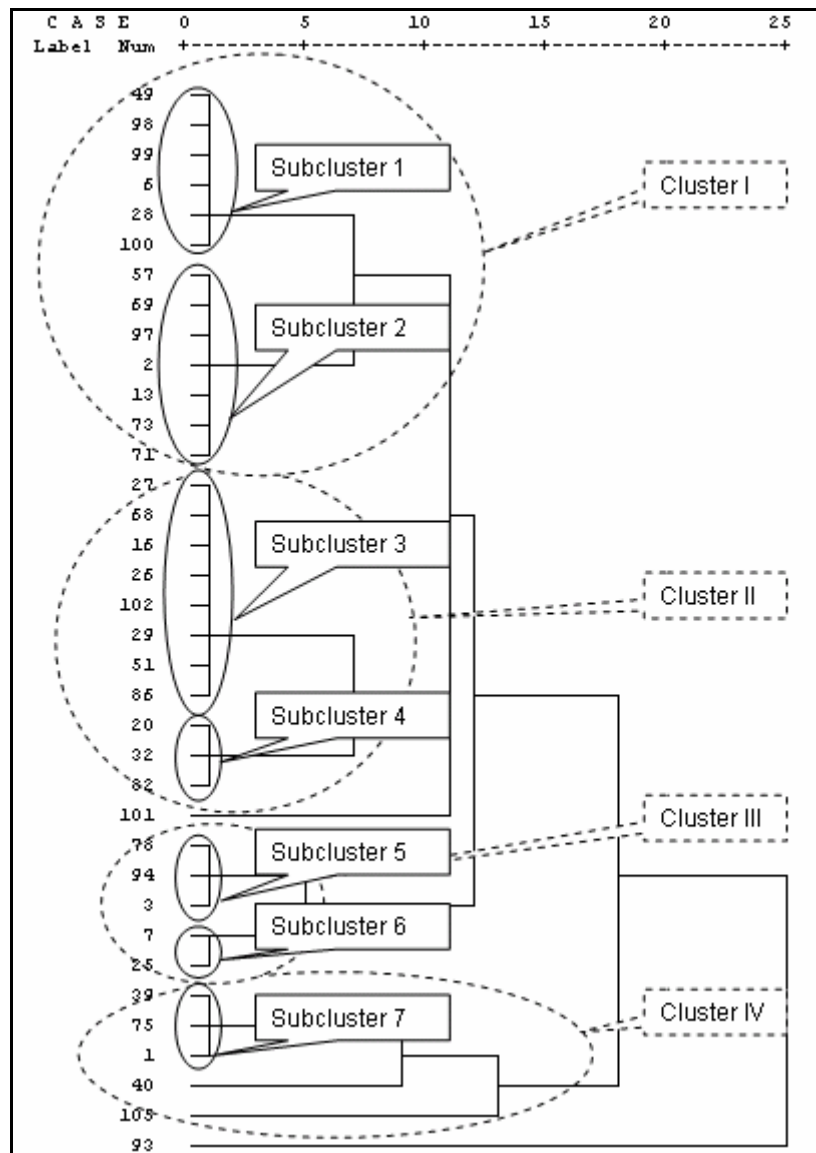 C A S E 0 5 10 15 20 25
Label Num +---------+---------+---------+---------+---------+
49
98
99
6
Subcluster 1
Cluster I
28
100
57
69
97
Subcluster 2
2
13
73
71
27
68
16
Subcluster 3
26
Cluster II
102
29
51
86
20
Subcluster 4
32
82
101
Cluster III
78
Subcluster 5
94
3
Subcluster 6
7
25
39
Cluster IV
75
Subcluster 7
1
40
105
93